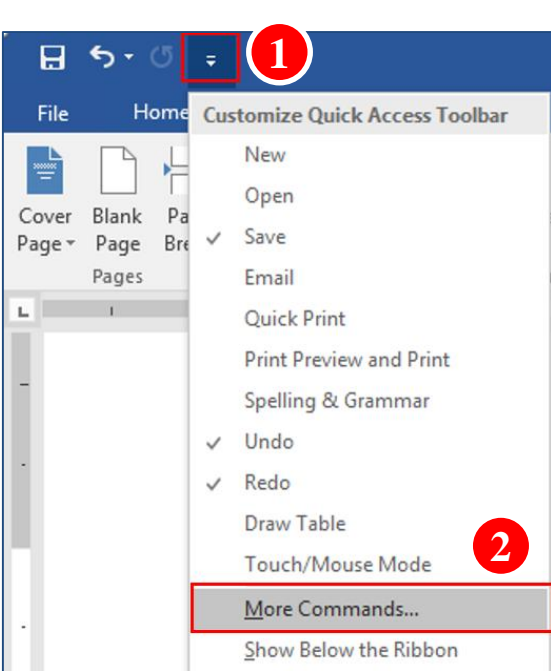 1
File Home
Customize Quick Access Toolbar
New
Open
Cover Blank Pa
Page Page Bre
Pages
Save
Email
Quick Print
Print Preview and Print
Spelling & Grammar
Undo
Redo
Draw Table
Touch/Mouse Mode
2
More Commands...
Show Below the Ribbon